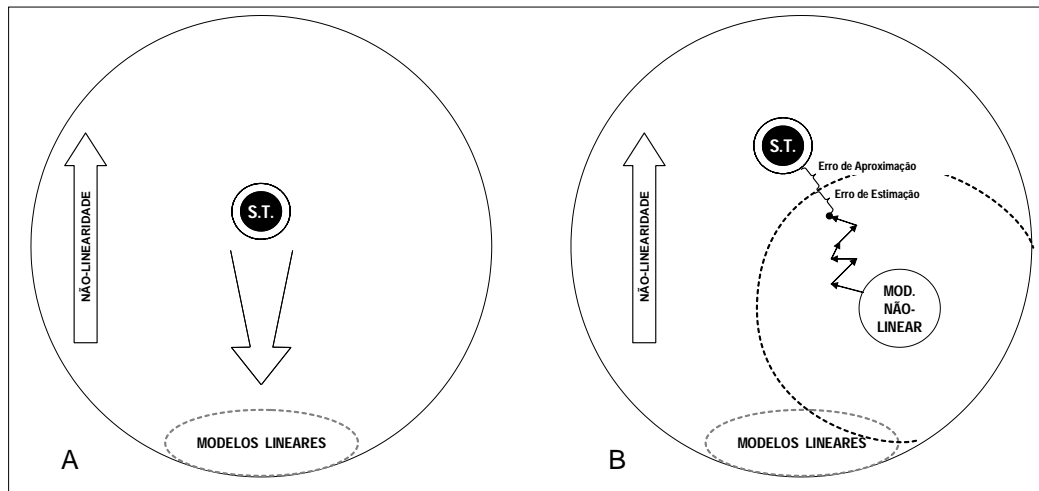 NÃO-LINEARIDADE
S.T.
MODELOS LINEARES
A
NÃO-LINEARIDADE
S.T.
Erro de Aproximação
Erro de Estimação
MOD.
NÃO-
LINEAR
MODELOS LINEARES
B